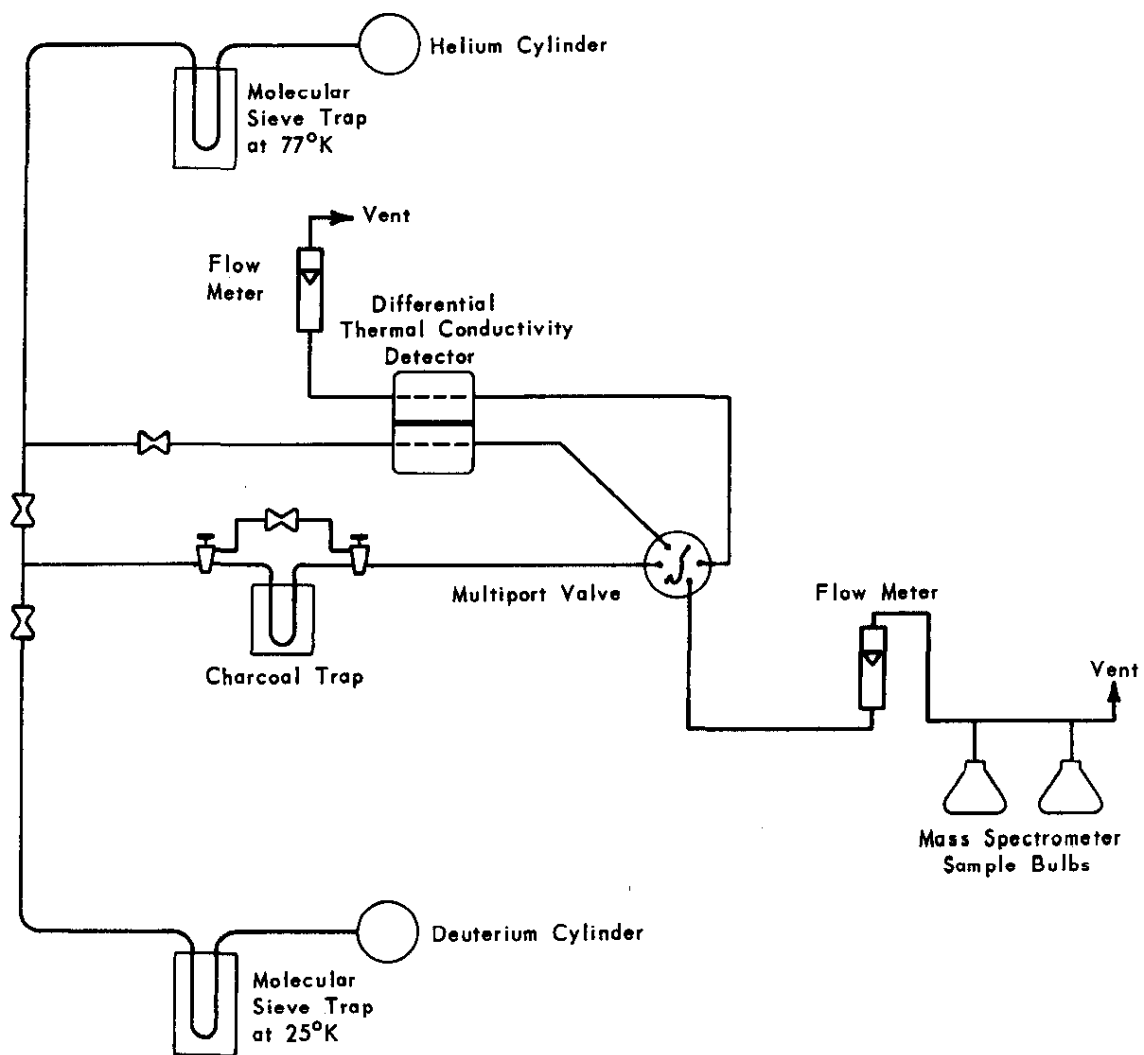 Helium Cylinder
Molecular
Sieve Trap
at 77°K
Vent
Flow
Meter
Differential
Thermal Conductivity
Detector
Multiport Valve
Charcoal Trap
Flow Meter
Vent
Mass Spectrometer
Sample Bulbs
Deuterium Cylinder
Molecular
Sieve Trap
at 25°K